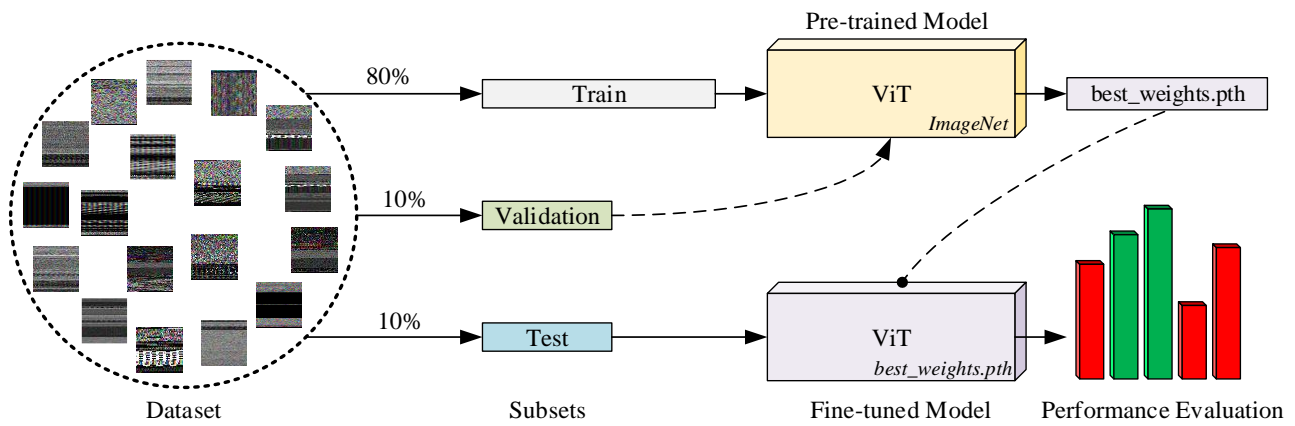 Pre-trained Model
80%
Train
ViT
ImageNet
best_weights.pth
10%
Validation
10%
Test
ViT
best_weights.pth
Dataset
Subsets
Fine-tuned Model
Performance Evaluation